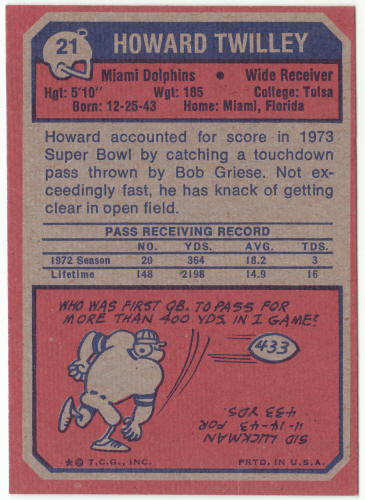 21 HOWARD TWILLEY
Miami Dolphins • Wide Receiver
Hgt: 5'10" Wgt: 185 College: Tulsa
Born: 12-25-43 Home: Miami, Florida
Howard accounted for score in 1973
Super Bowl by catching a touchdown
pass thrown by Bob Griese. Not ex-
ceedingly fast, he has knack of getting
clear in open field.
PASS RECEIVING RECORD
NO. YDS. AVG. TDS.
1972 Season 20 364 18.2 3
Lifetime 148 2198 14.9 16
WHO WAS FIRST QB. TO PASS FOR
MORE THAN 400 YDS. IN 1 GAME?
433
SID LUCKMAN
11-14-43 FOR
433 YDS.
* © T.C.G., INC. PRTD. IN U.S.A.